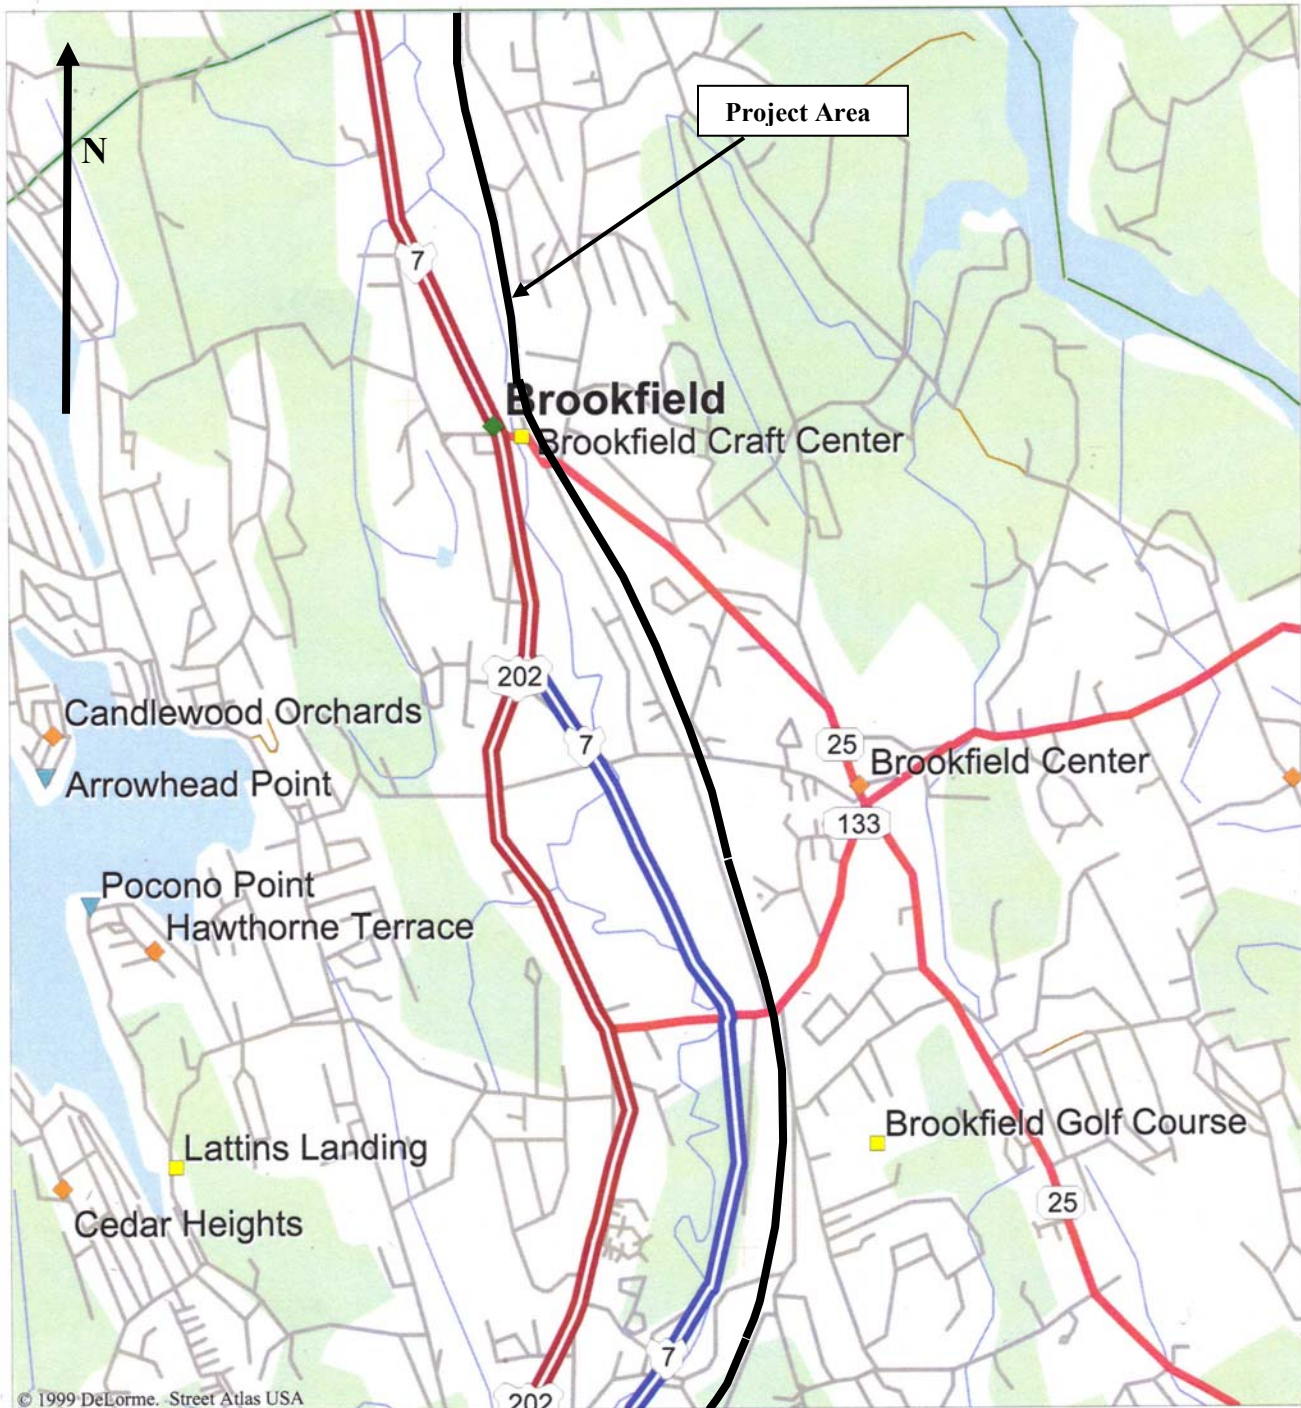 Project Area
N
7
Brookfield
Brookfield Craft Center
202
Candlewood Orchards
7
25
Brookfield Center
Arrowhead Point
133
Pocono Point
Hawthorne Terrace
Brookfield Golf Course
Lattins Landing
25
Cedar Heights
7
202
© 1999 DeLorme. Street Atlas USA